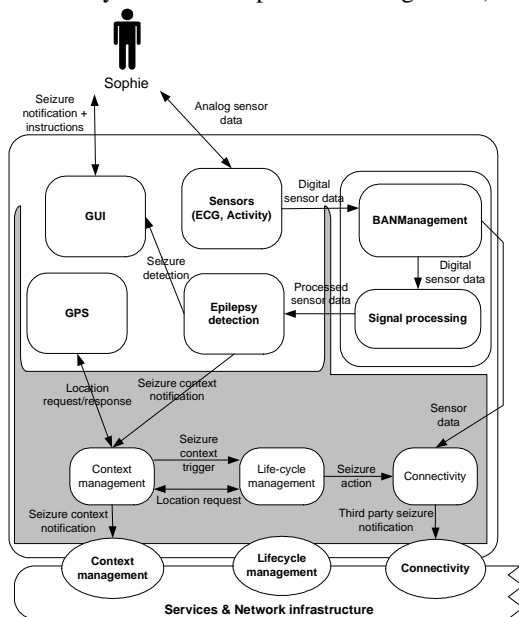 Sophie
Seizure
notification +
instructions
Analog sensor
data
GUI
Sensors
(ECG, Activity)
Digital
sensor data
BANManagement
Digital
sensor data
Signal processing
Seizure
detection
Processed
sensor data
GPS
Epilepsy
detection
Location
request/response
Seizure context
notification
Sensor
data
Context
management
Seizure
context
trigger
Location request
Life-cycle
management
Seizure
action
Connectivity
Seizure context
notification
Third party seizure
notification
Context
management
Lifecycle
management
Connectivity
Services & Network infrastructure